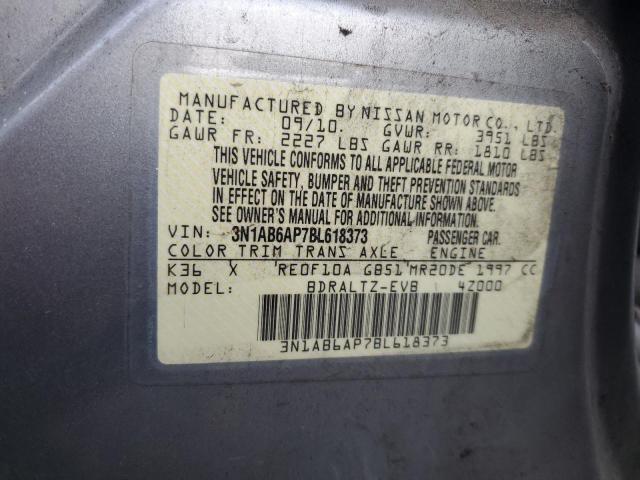 MANUFACTURED BY NISSAN MOTOR CO., LTD.
DATE: 09/10. GVWR: 3951 LBS
GAWR FR: 2227 LBS GAWR RR: 1810 LBS
THIS VEHICLE CONFORMS TO ALL APPLICABLE FEDERAL MOTOR
VEHICLE SAFETY, BUMPER AND THEFT PREVENTION STANDARDS
IN EFFECT ON THE DATE OF MANUFACTURE SHOWN ABOVE.
SEE OWNER'S MANUAL FOR ADDITIONAL INFORMATION.
VIN: 3N1AB6AP7BL618373 PASSENGER CAR.
COLOR TRIM TRANS AXLE ENGINE
K36 X 'RE0F10A GB51'MR20DE 1997 CC
MODEL: BDRALTZ-EVB 4Z000
3N1AB6AP7BL618373